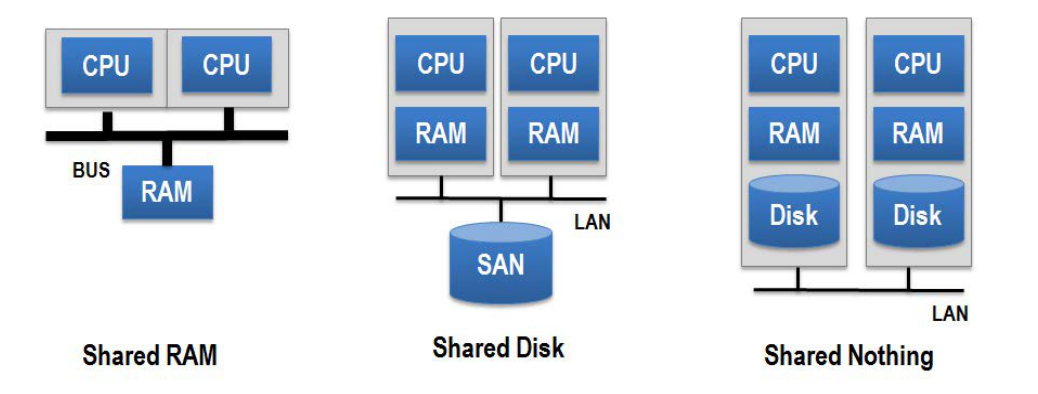 CPU CPU
BUS
RAM
Shared RAM
CPU CPU
RAM RAM
LAN
SAN
Shared Disk
CPU CPU
RAM RAM
Disk Disk
LAN
Shared Nothing